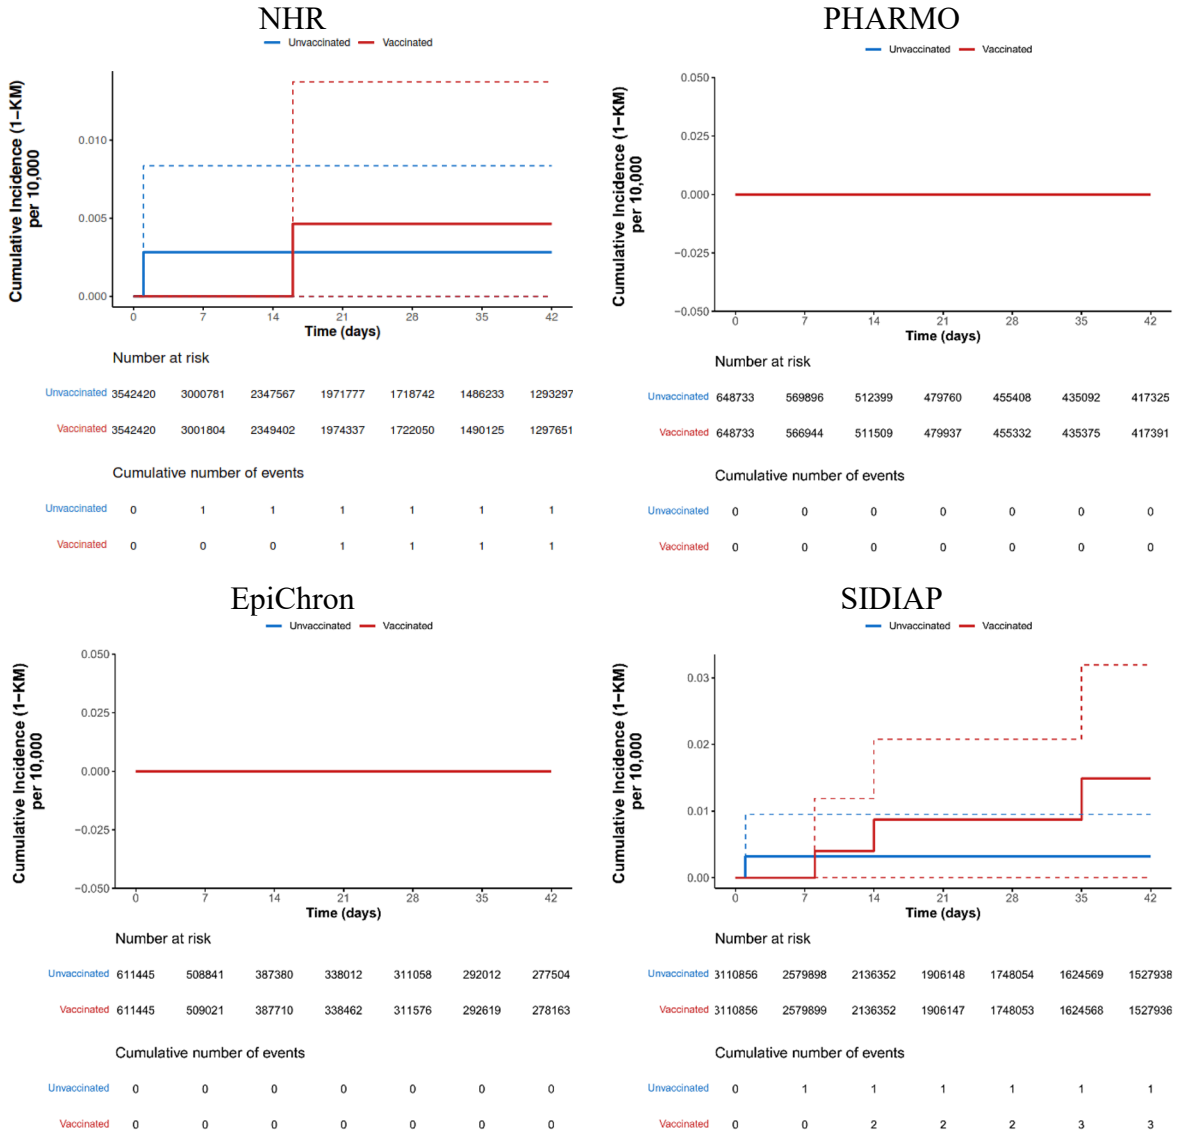 NHR
Unvaccinated Vaccinated
Cumulative Incidence (1−KM)
per 10,000
0.010
0.005
0.000
0 7 14 21 28 35 42
Time (days)
Number at risk
Unvaccinated 3542420 3000781 2347567 1971777 1718742 1486233 1293297
Vaccinated 3542420 3001804 2349402 1974337 1722050 1490125 1297651
Cumulative number of events
Unvaccinated 0 1 1 1 1 1 1
Vaccinated 0 0 0 1 1 1 1
PHARMO
Unvaccinated Vaccinated
Cumulative Incidence (1−KM)
per 10,000
0.050
0.025
0.000
−0.025
−0.050
0 7 14 21 28 35 42
Time (days)
Number at risk
Unvaccinated 648733 569896 512399 479760 455408 435092 417325
Vaccinated 648733 566944 511509 479937 455332 435375 417391
Cumulative number of events
Unvaccinated 0 0 0 0 0 0 0
Vaccinated 0 0 0 0 0 0 0
EpiChron
Unvaccinated Vaccinated
Cumulative Incidence (1−KM)
per 10,000
0.050
0.025
0.000
−0.025
−0.050
0 7 14 21 28 35 42
Time (days)
Number at risk
Unvaccinated 611445 508841 387380 338012 311058 292012 277504
Vaccinated 611445 509021 387710 338462 311576 292619 278163
Cumulative number of events
Unvaccinated 0 0 0 0 0 0 0
Vaccinated 0 0 0 0 0 0 0
SIDIAP
Unvaccinated Vaccinated
Cumulative Incidence (1−KM)
per 10,000
0.03
0.02
0.01
0.00
0 7 14 21 28 35 42
Time (days)
Number at risk
Unvaccinated 3110856 2579898 2136352 1906148 1748054 1624569 1527938
Vaccinated 3110856 2579899 2136352 1906147 1748053 1624568 1527936
Cumulative number of events
Unvaccinated 0 1 1 1 1 1 1
Vaccinated 0 0 2 2 2 3 3